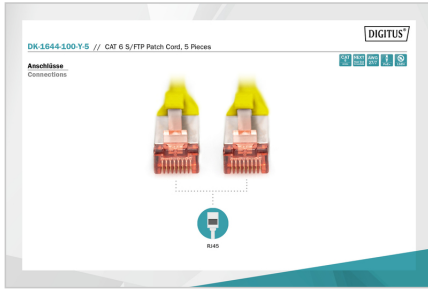 DIGITUS®
DK-1644-100-Y-5 // CAT 6 S/FTP Patch Cord, 5 Pieces
Anschlüsse
Connections
RJ45